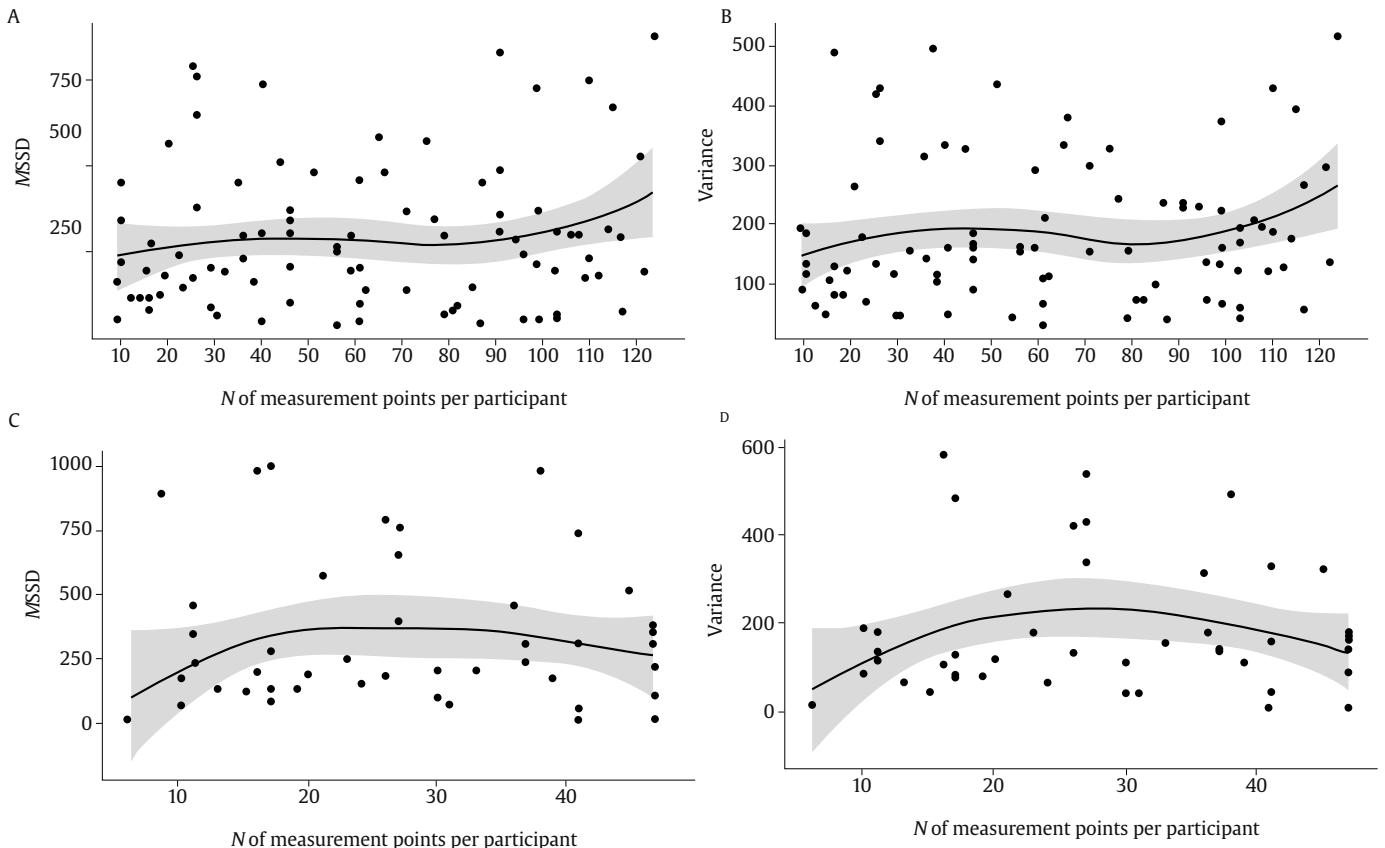 A
MSSD
750
500
250
10 20 30 40 50 60 70 80 90 100 110 120
N of measurement points per participant
B
Variance
500
400
300
200
100
10 20 30 40 50 60 70 80 90 100 110 120
N of measurement points per participant
C
MSSD
1000
750
500
250
0
10 20 30 40
N of measurement points per participant
D
Variance
600
400
200
0
10 20 30 40
N of measurement points per participant